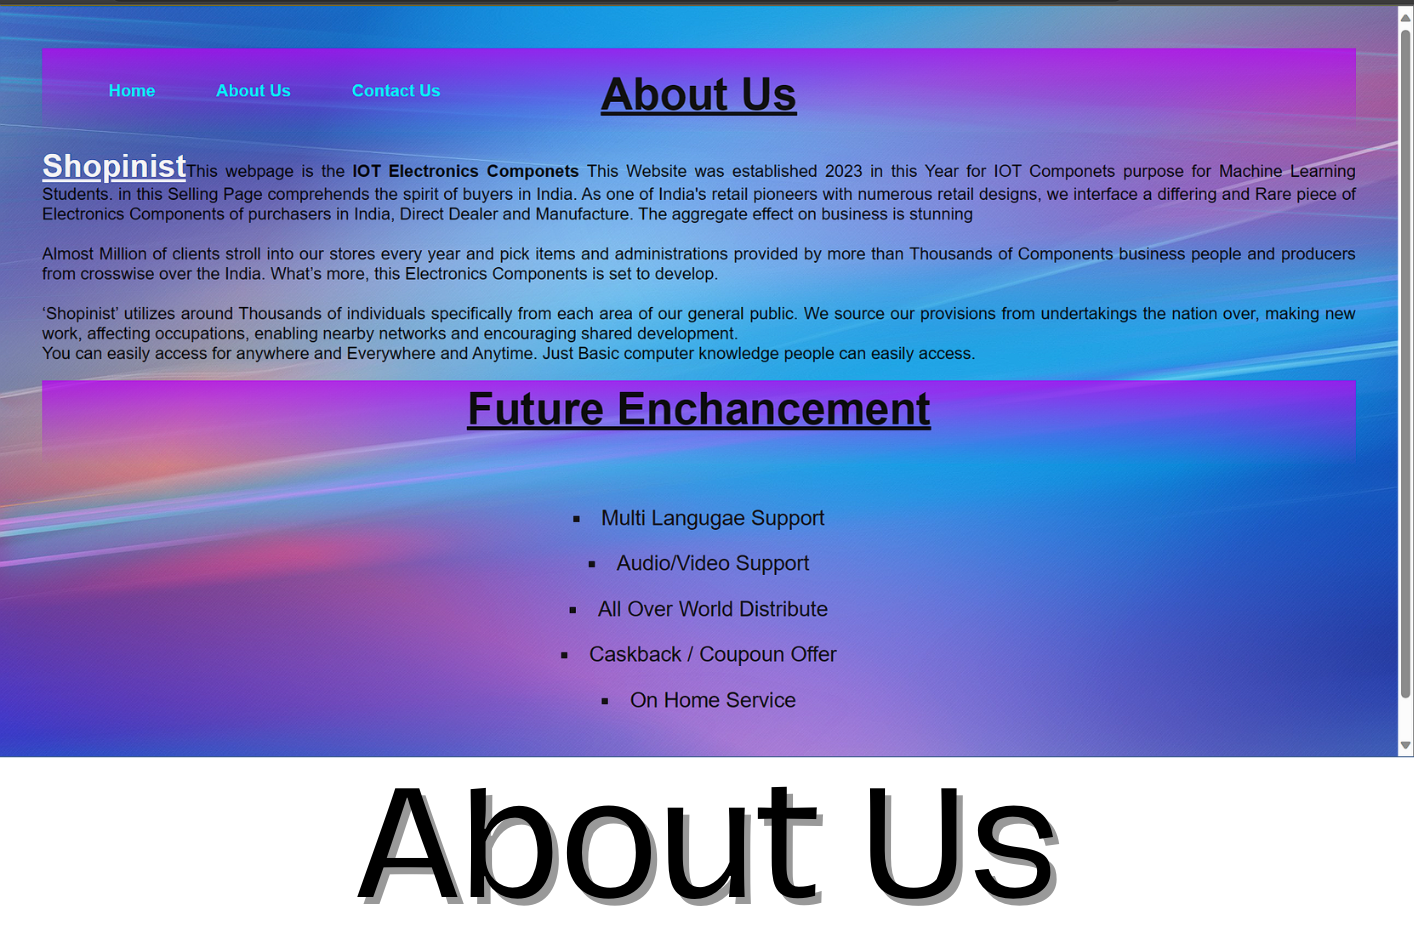 Home About Us Contact Us About Us
ShopinistThis webpage is the IOT Electronics Componets This Website was established 2023 in this Year for IOT Componets purpose for Machine Learning
Students. in this Selling Page comprehends the spirit of buyers in India. As one of India's retail pioneers with numerous retail designs, we interface a differing and Rare piece of
Electronics Components of purchasers in India, Direct Dealer and Manufacture. The aggregate effect on business is stunning
Almost Million of clients stroll into our stores every year and pick items and administrations provided by more than Thousands of Components business people and producers
from crosswise over the India. What’s more, this Electronics Components is set to develop.
‘Shopinist’ utilizes around Thousands of individuals specifically from each area of our general public. We source our provisions from undertakings the nation over, making new
work, affecting occupations, enabling nearby networks and encouraging shared development.
You can easily access for anywhere and Everywhere and Anytime. Just Basic computer knowledge people can easily access.
Future Enchancement
▪ Multi Langugae Support
▪ Audio/Video Support
▪ All Over World Distribute
▪ Caskback / Coupoun Offer
▪ On Home Service
About Us